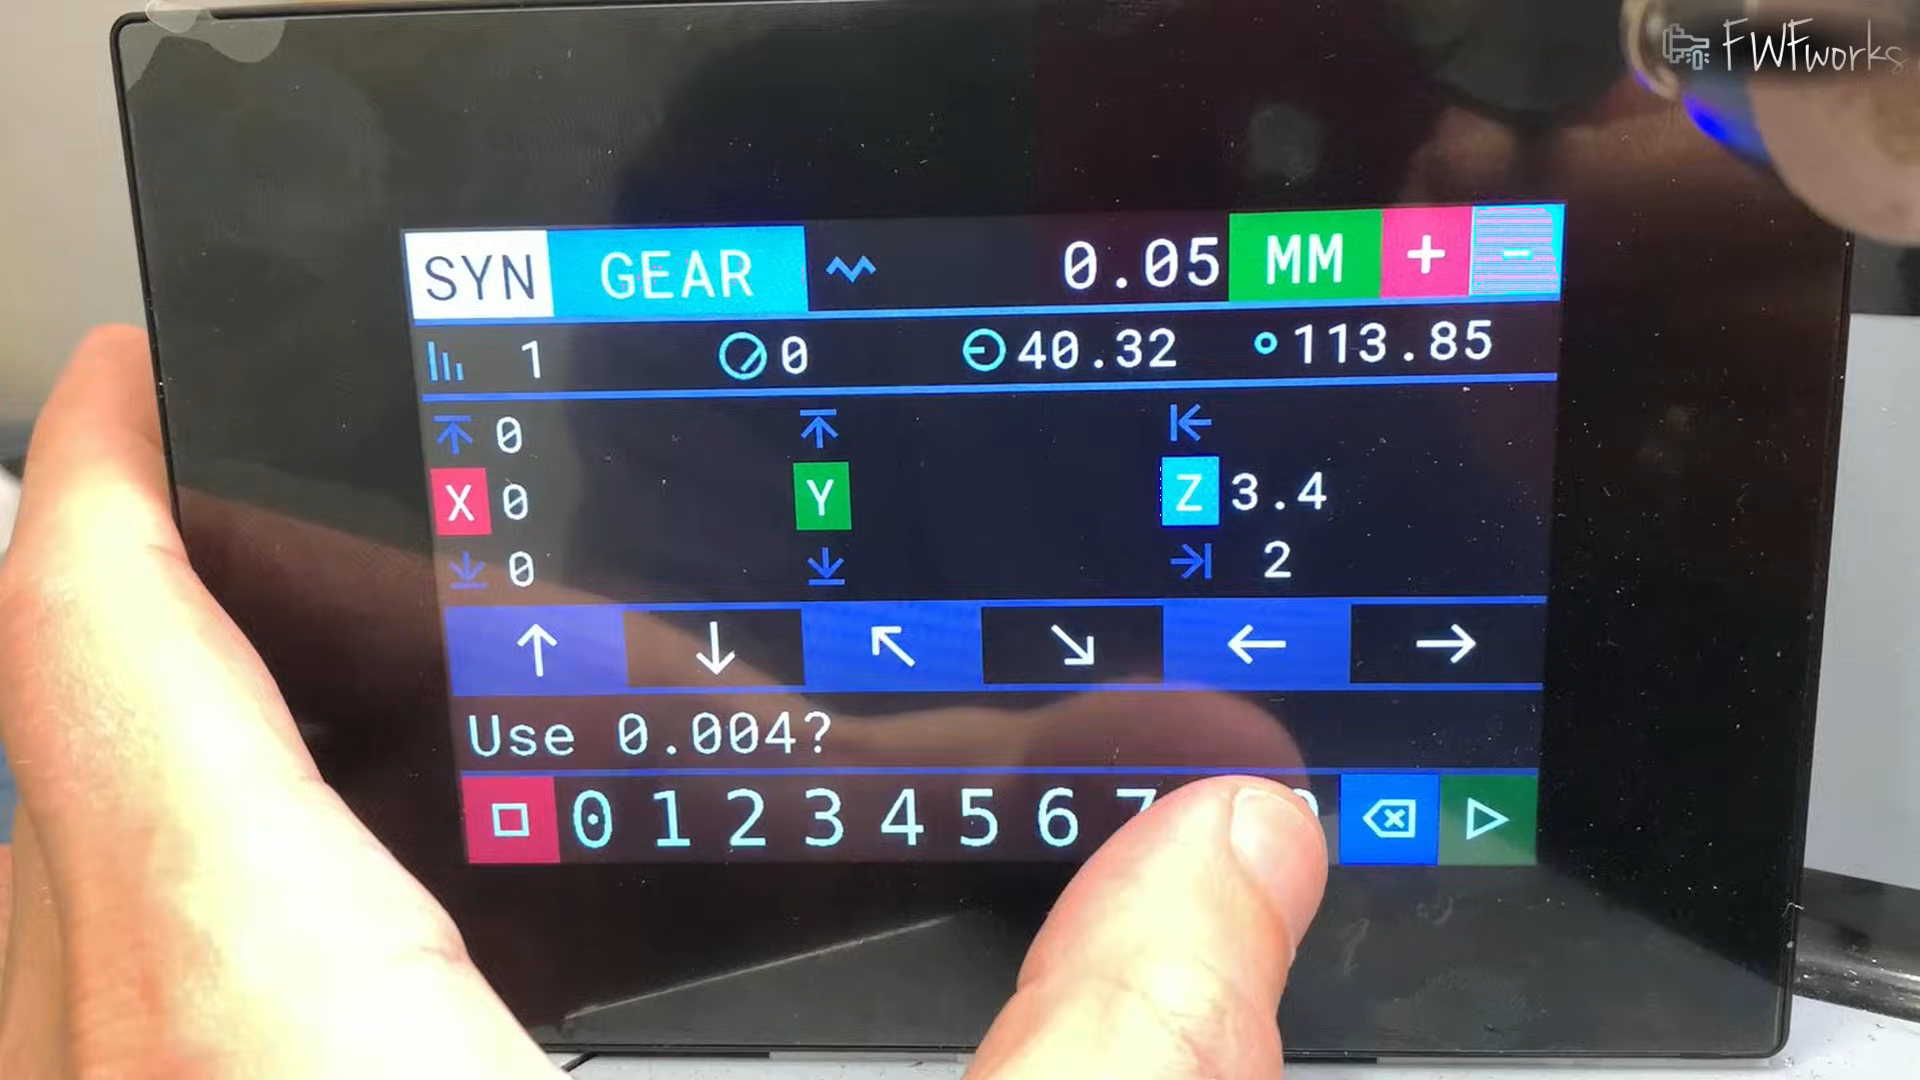 FWFworks
SYN GEAR 0.05 MM + -
1 0 40.32 113.85
0
X 0 Y Z 3.4
0 2
Use 0.004?
0 1 2 3 4 5 6 7